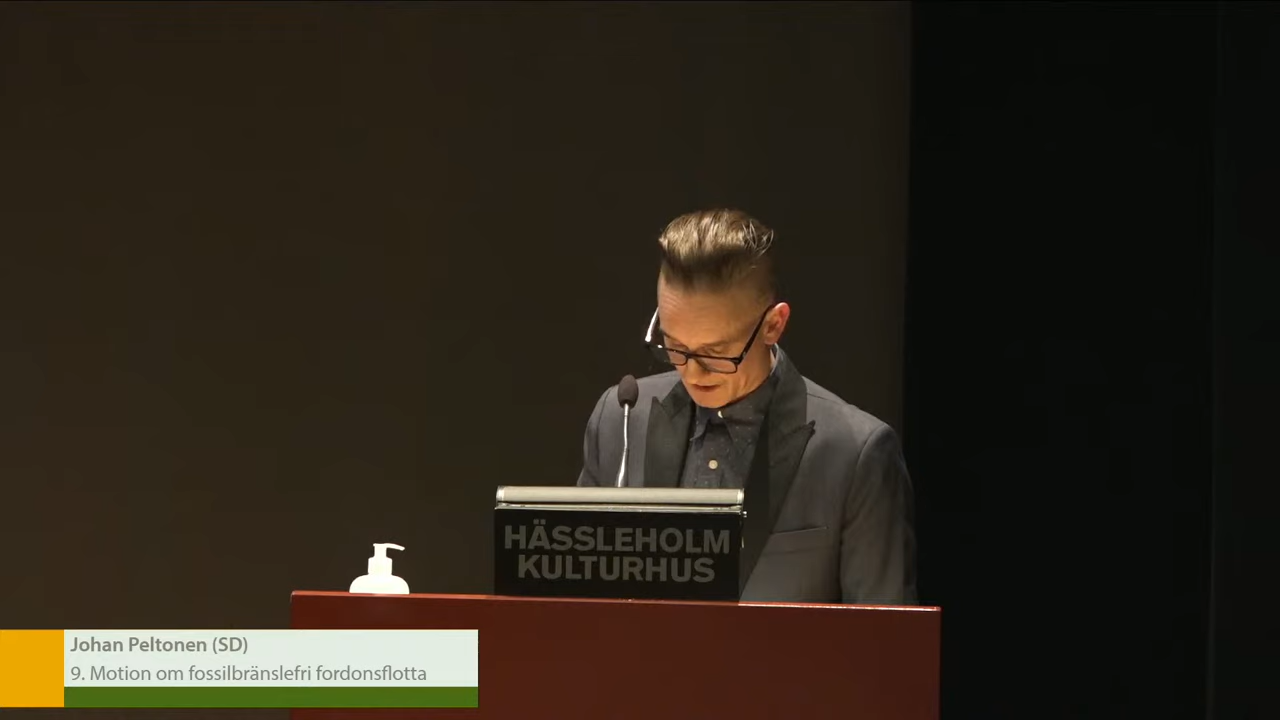 HÄSSLEHOLM
KULTURHUS
Johan Peltonen (SD)
9. Motion om fossilbränslefri fordonsflotta